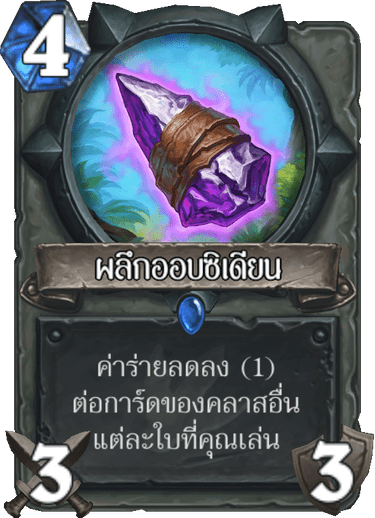 4
ผลึกออบซิเดียน
ค่าร่ายลดลง (1)
ต่อการ์ดของคลาสอื่น
แต่ละใบที่คุณเล่น
3
3